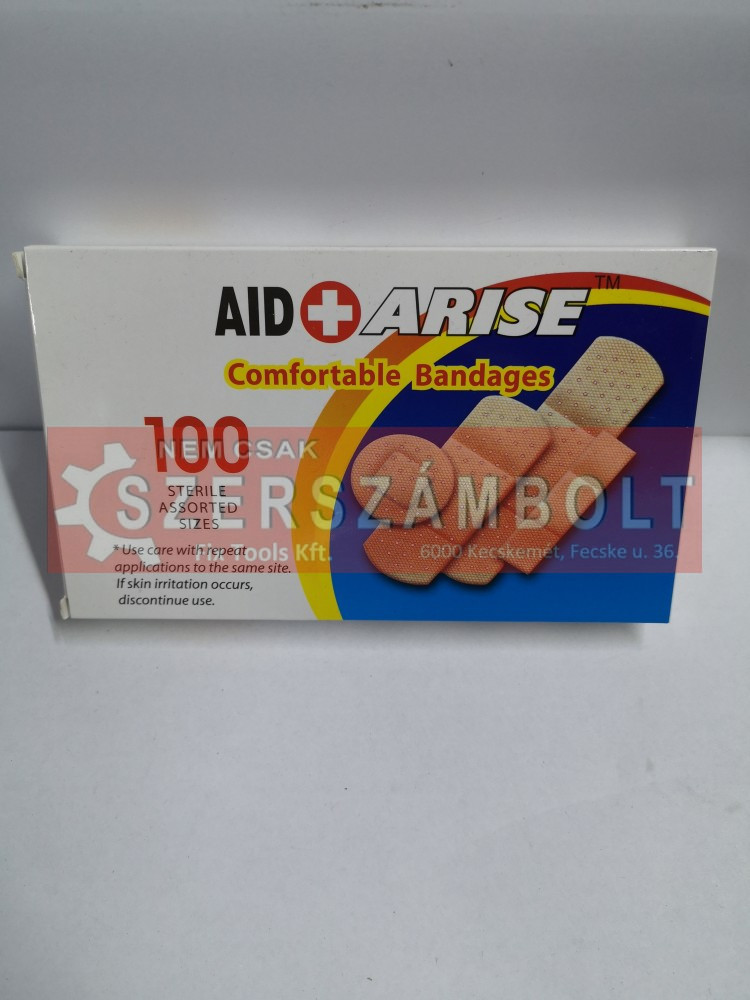 AID ARISE™
Comfortable Bandages
100
NEM CSAK
SZERSZÁMBOLT
STERILE
ASSORTED
SIZES
Fix Tools Kft. 6000 Kecskemét, Fecske u. 36.
* Use care with repeat
applications to the same site.
If skin irritation occurs,
discontinue use.